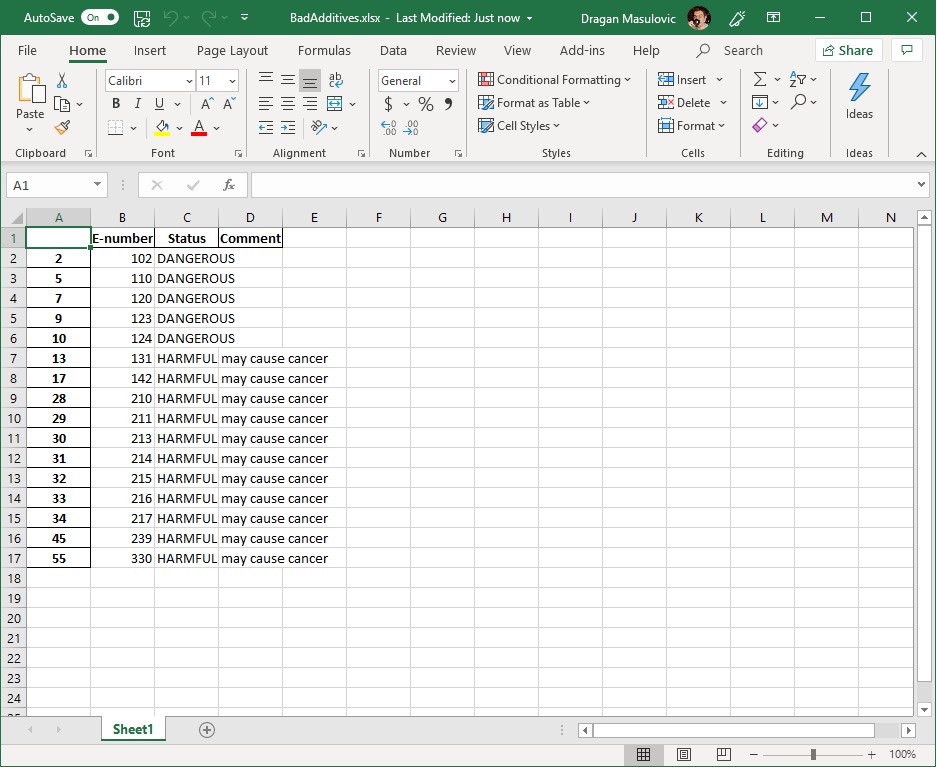 AutoSave On BadAdditives.xlsx - Last Modified: Just now Dragan Masulovic
File Home Insert Page Layout Formulas Data Review View Add-ins Help Search Share Comments
Calibri 11 ab General Conditional Formatting Insert Σ
Paste B I U A A $ % 9 Format as Table Delete Ideas
A Cell Styles Format
Clipboard Font Alignment Number Styles Cells Editing Ideas
A1 fx
A B C D E F G H I J K L M N
1 E-number Status Comment
2 2 102 DANGEROUS
3 5 110 DANGEROUS
4 7 120 DANGEROUS
5 9 123 DANGEROUS
6 10 124 DANGEROUS
7 13 131 HARMFUL may cause cancer
8 17 142 HARMFUL may cause cancer
9 28 210 HARMFUL may cause cancer
10 29 211 HARMFUL may cause cancer
11 30 213 HARMFUL may cause cancer
12 31 214 HARMFUL may cause cancer
13 32 215 HARMFUL may cause cancer
14 33 216 HARMFUL may cause cancer
15 34 217 HARMFUL may cause cancer
16 45 239 HARMFUL may cause cancer
17 55 330 HARMFUL may cause cancer
18
19
20
21
22
23
24
Sheet1
100%